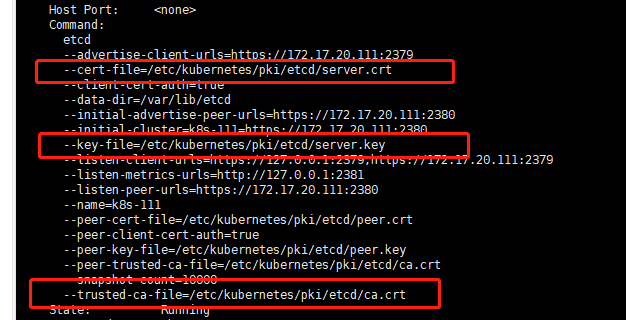 Host Port: <none>
Command:
etcd
--advertise-client-urls=https://172.17.20.111:2379
--cert-file=/etc/kubernetes/pki/etcd/server.crt
--client-cert-auth=true
--data-dir=/var/lib/etcd
--initial-advertise-peer-urls=https://172.17.20.111:2380
--initial-cluster=k8s-111=https://172.17.20.111:2380
--key-file=/etc/kubernetes/pki/etcd/server.key
--listen-client-urls=https://127.0.0.1:2379,https://172.17.20.111:2379
--listen-metrics-urls=http://127.0.0.1:2381
--listen-peer-urls=https://172.17.20.111:2380
--name=k8s-111
--peer-cert-file=/etc/kubernetes/pki/etcd/peer.crt
--peer-client-cert-auth=true
--peer-key-file=/etc/kubernetes/pki/etcd/peer.key
--peer-trusted-ca-file=/etc/kubernetes/pki/etcd/ca.crt
--snapshot-count=10000
--trusted-ca-file=/etc/kubernetes/pki/etcd/ca.crt
State: Running